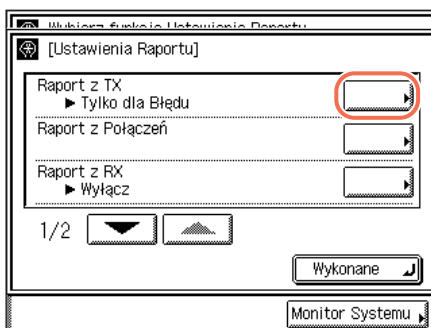 [Ustawienia Raportu]
Raport z TX
► Tylko dla Błędu
Raport z Połączeń
Raport z RX
► Wyłącz
1/2
Wykonane
Monitor Systemu